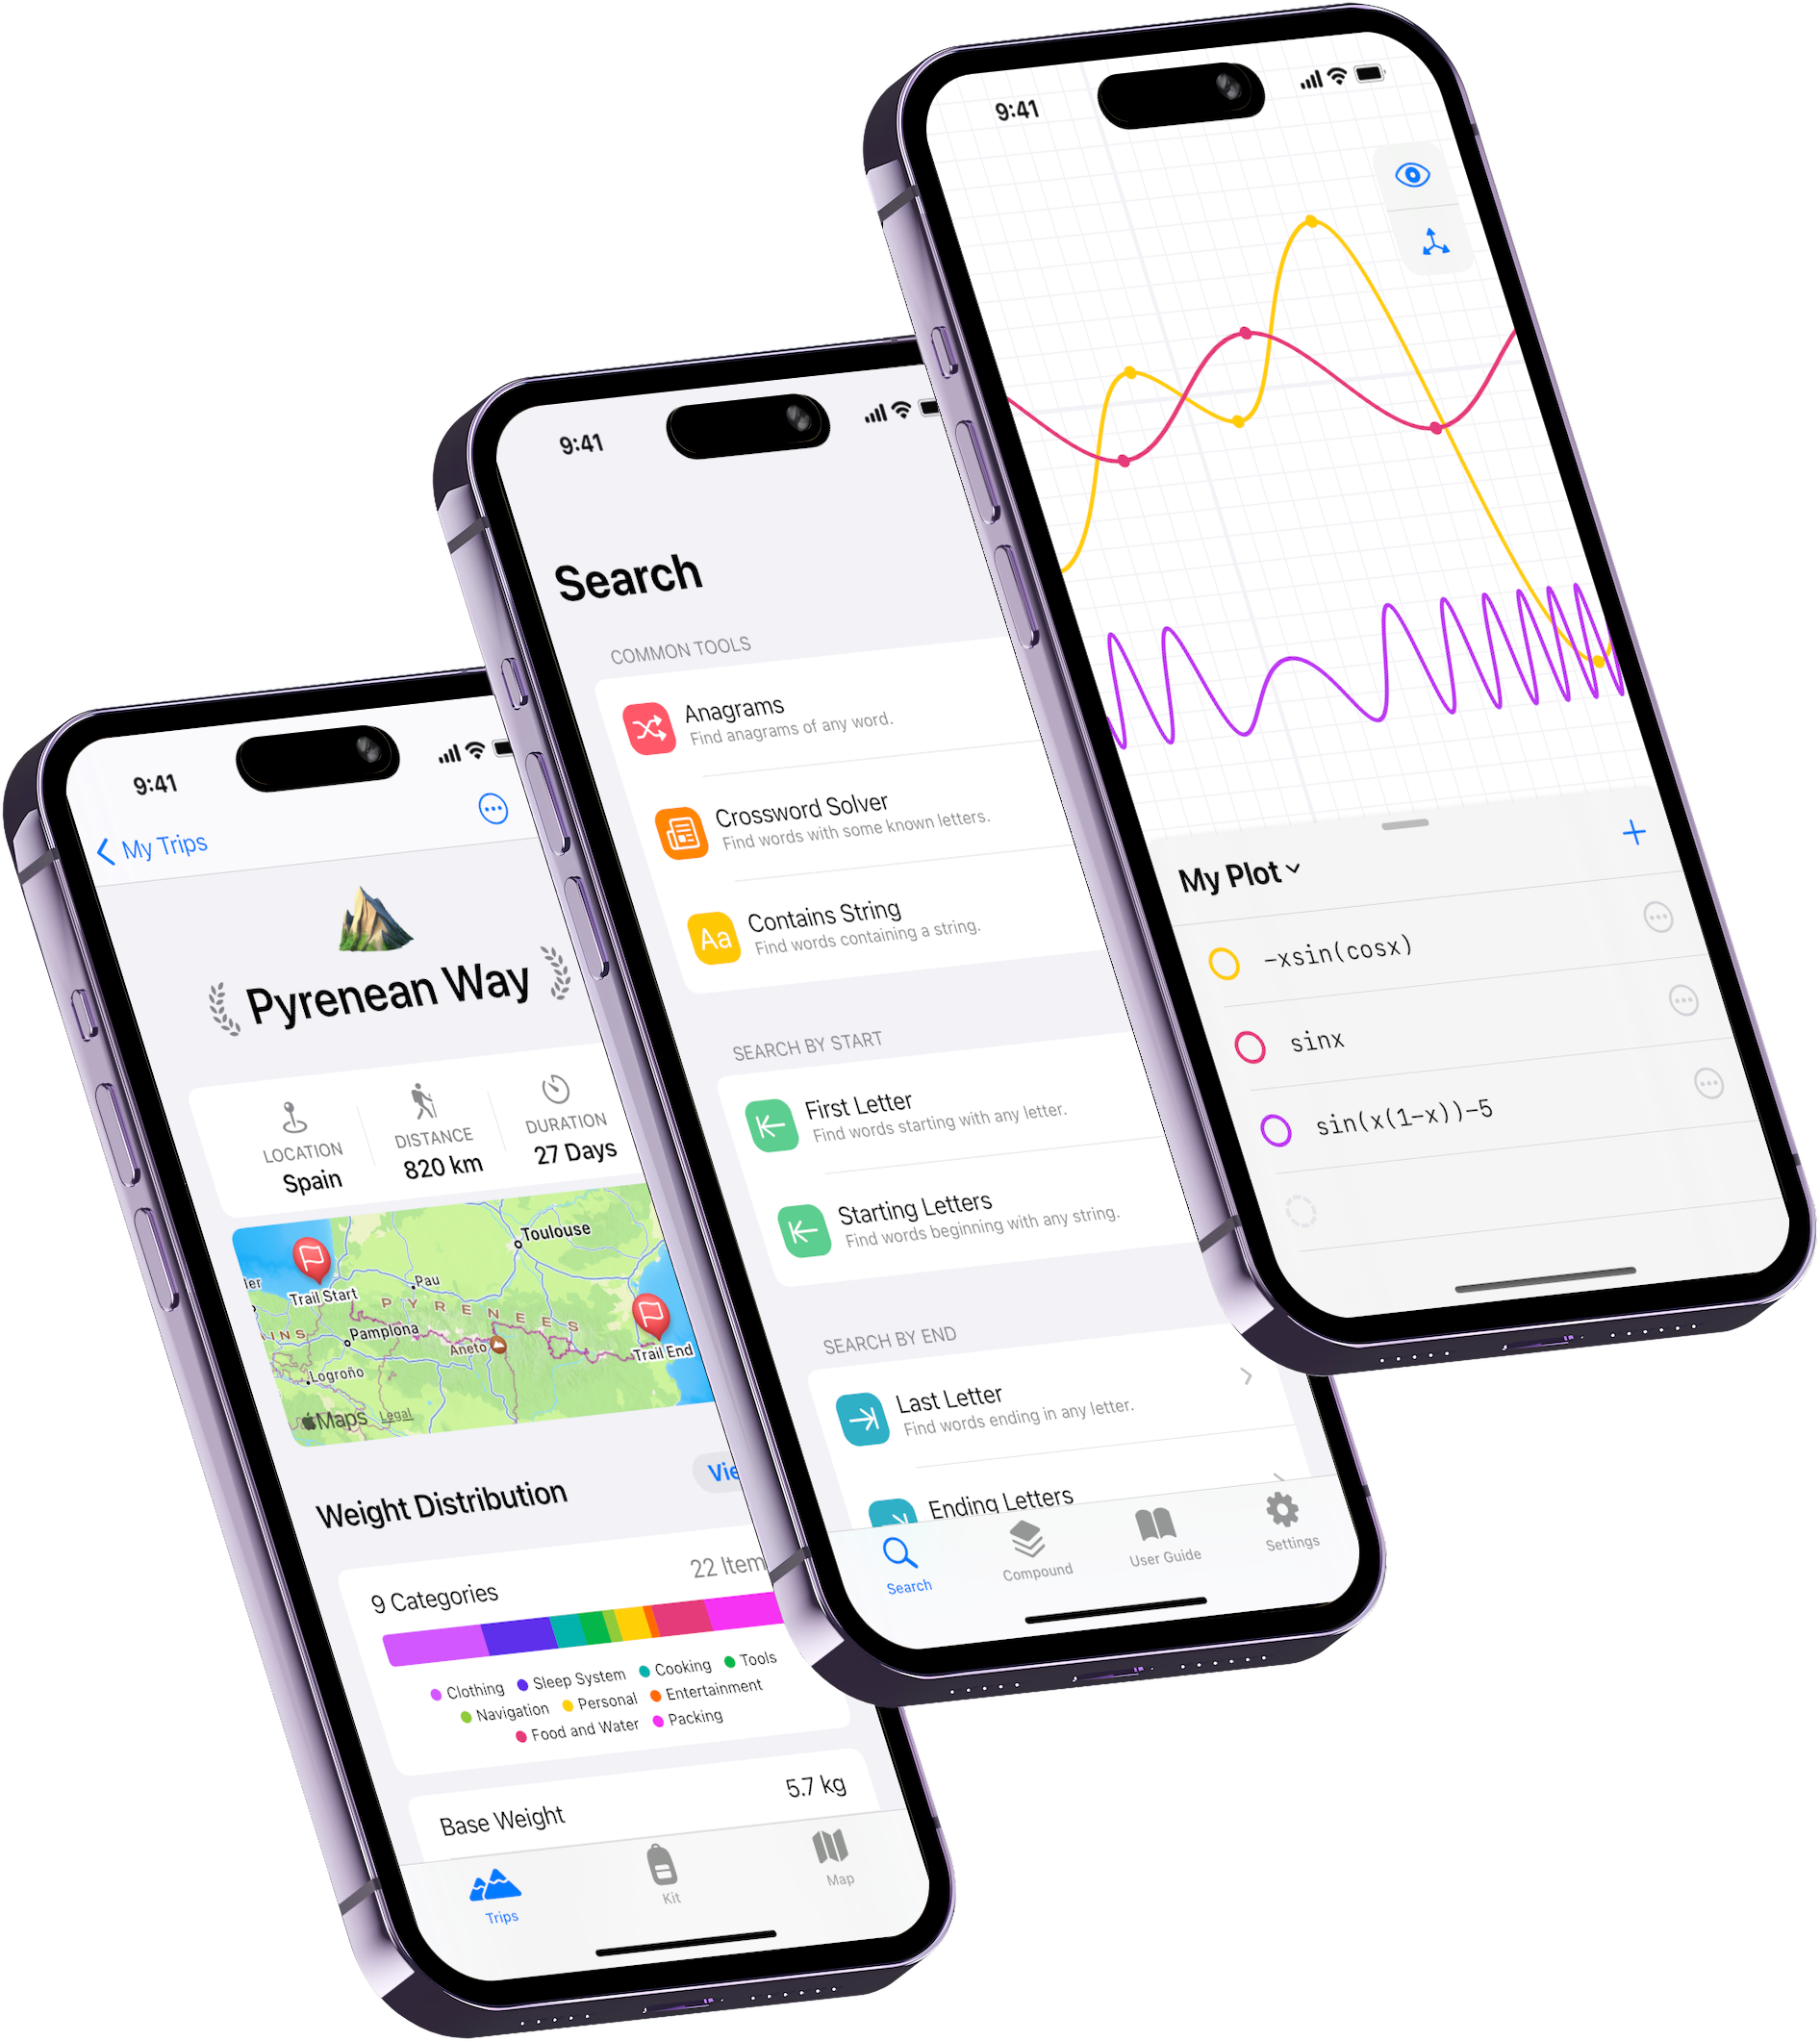 9:41
My Trips
Pyrenean Way
LOCATION
Spain
DISTANCE
820 km
DURATION
27 Days
Toulouse
Pau
Trail Start
PYRENEES
Pamplona
Aneto
Trail End
Logroño
Maps Legal
Weight Distribution
9 Categories
Clothing Sleep System Cooking Tools
Navigation Personal Entertainment
Food and Water Packing
Base Weight 5.7 kg
Trips Kit Map
9:41
Search
COMMON TOOLS
Anagrams
Find anagrams of any word.
Crossword Solver
Find words with some known letters.
Aa
Contains String
Find words containing a string.
SEARCH BY START
First Letter
Find words starting with any letter.
Starting Letters
Find words beginning with any string.
SEARCH BY END
Last Letter
Find words ending in any letter.
Ending Letters
Search Compound User Guide Settings
9:41
My Plot
−xsin(cosx)
sinx
sin(x(1−x))−5